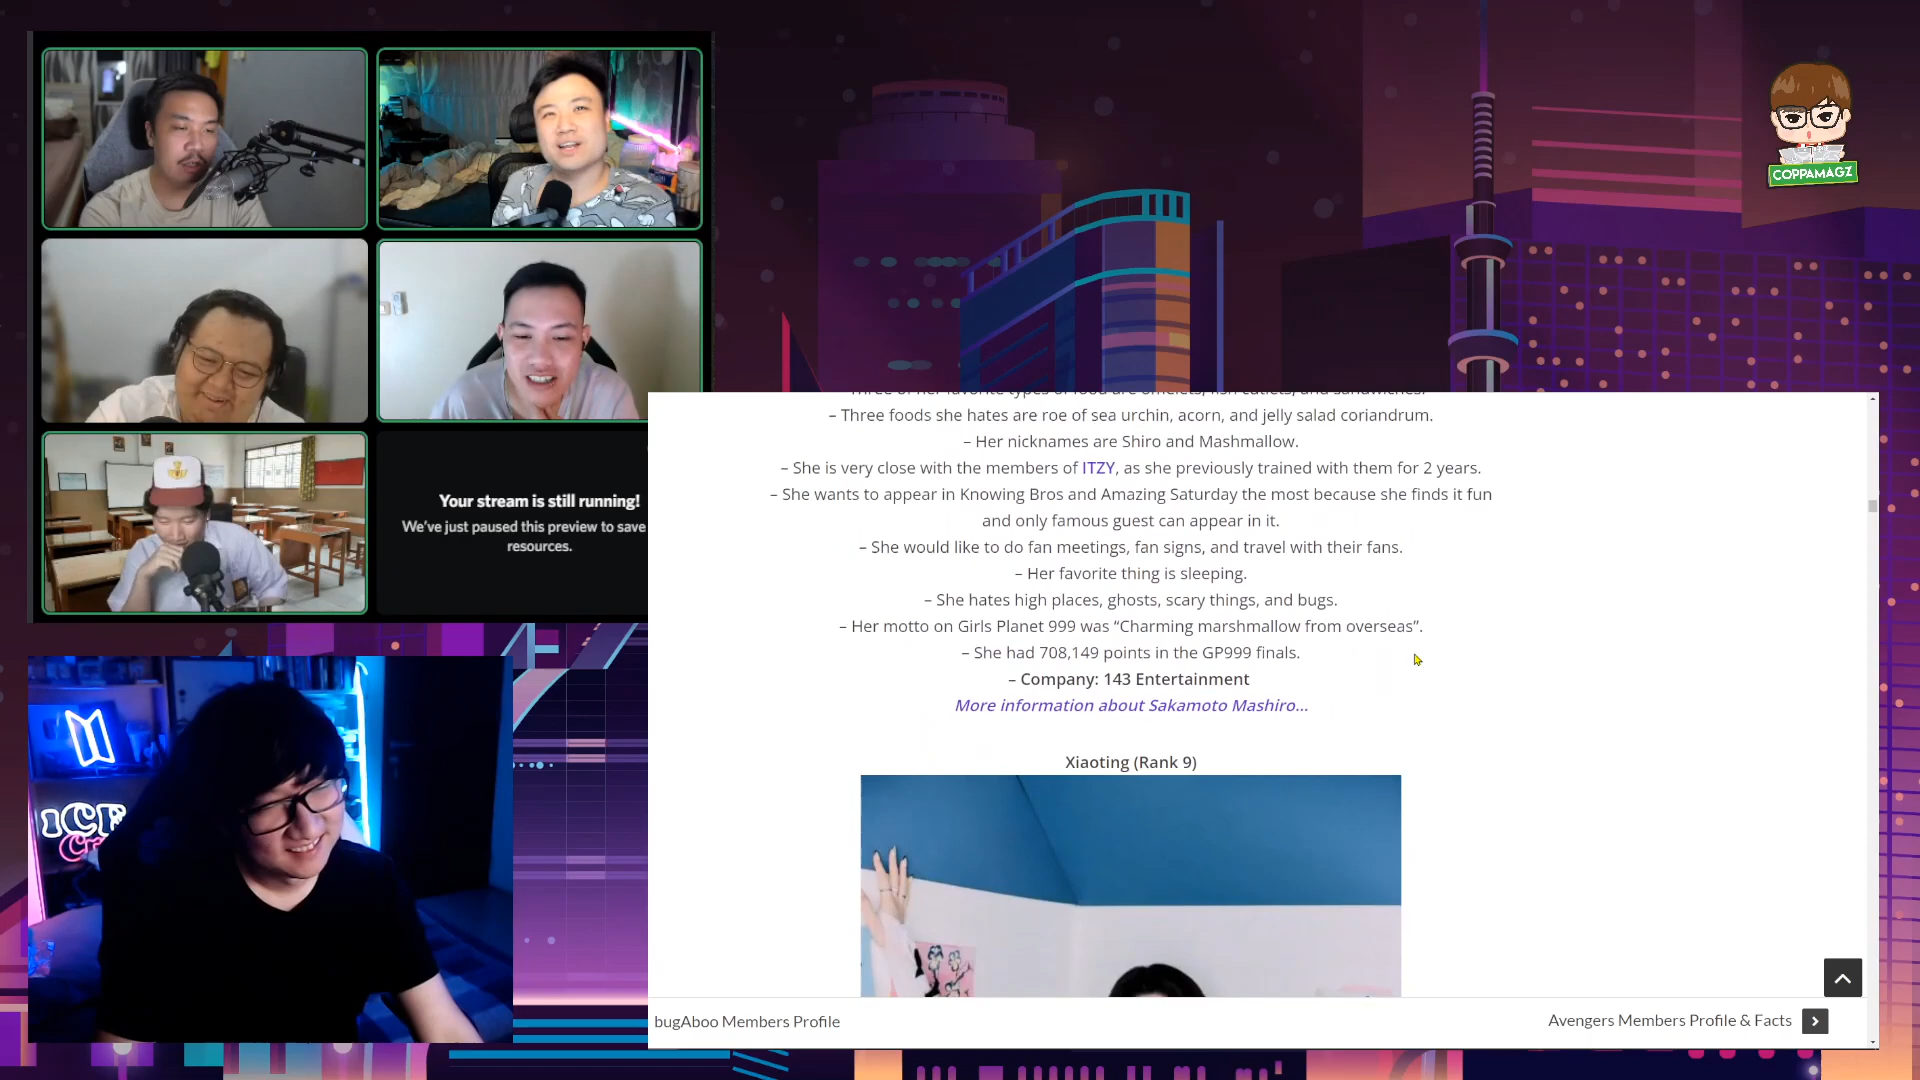 COPPAMAGZ
Your stream is still running!
We've just paused this preview to save
resources.
ICE
– Three foods she hates are roe of sea urchin, acorn, and jelly salad coriandrum.
– Her nicknames are Shiro and Mashmallow.
– She is very close with the members of ITZY, as she previously trained with them for 2 years.
– She wants to appear in Knowing Bros and Amazing Saturday the most because she finds it fun
and only famous guest can appear in it.
– She would like to do fan meetings, fan signs, and travel with their fans.
– Her favorite thing is sleeping.
– She hates high places, ghosts, scary things, and bugs.
– Her motto on Girls Planet 999 was “Charming marshmallow from overseas”.
– She had 708,149 points in the GP999 finals.
– Company: 143 Entertainment
More information about Sakamoto Mashiro...
Xiaoting (Rank 9)
bugAboo Members Profile
Avengers Members Profile & Facts